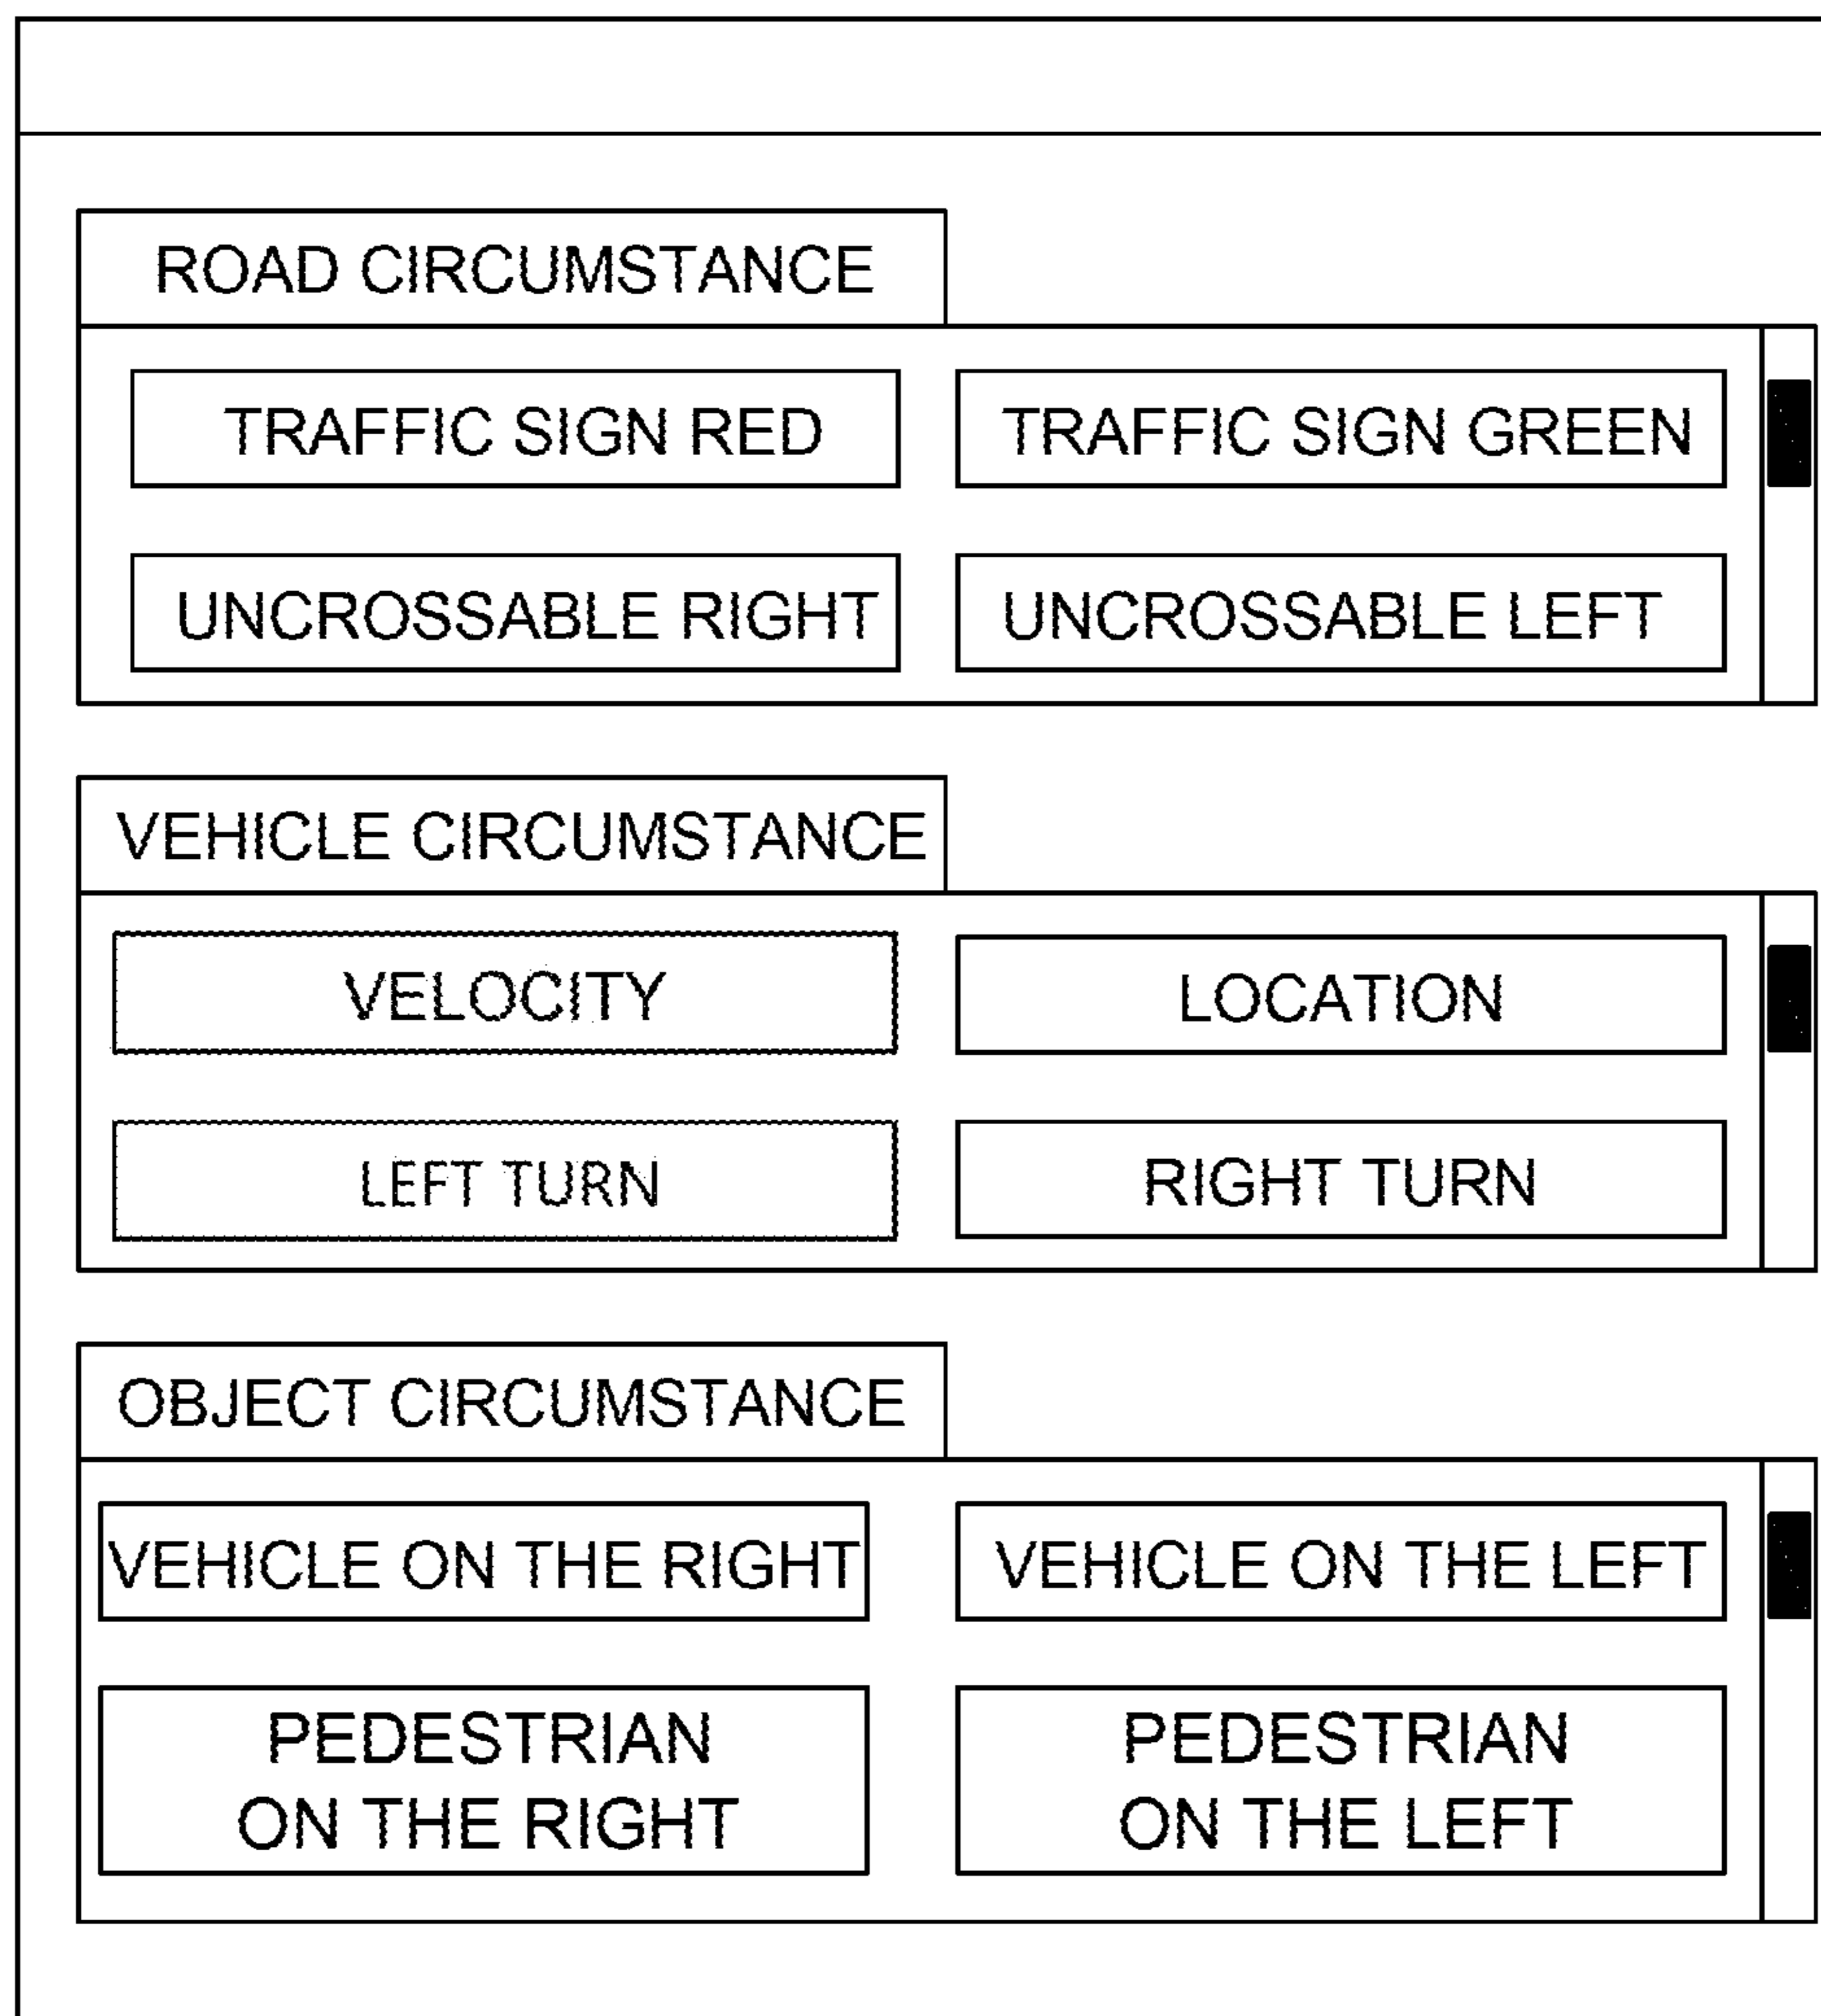 ROAD CIRCUMSTANCE
TRAFFIC SIGN RED
TRAFFIC SIGN GREEN
UNCROSSABLE RIGHT
UNCROSSABLE LEFT
VEHICLE CIRCUMSTANCE
VELOCITY
LOCATION
LEFT TURN
RIGHT TURN
OBJECT CIRCUMSTANCE
VEHICLE ON THE RIGHT
VEHICLE ON THE LEFT
PEDESTRIAN
ON THE RIGHT
PEDESTRIAN
ON THE LEFT